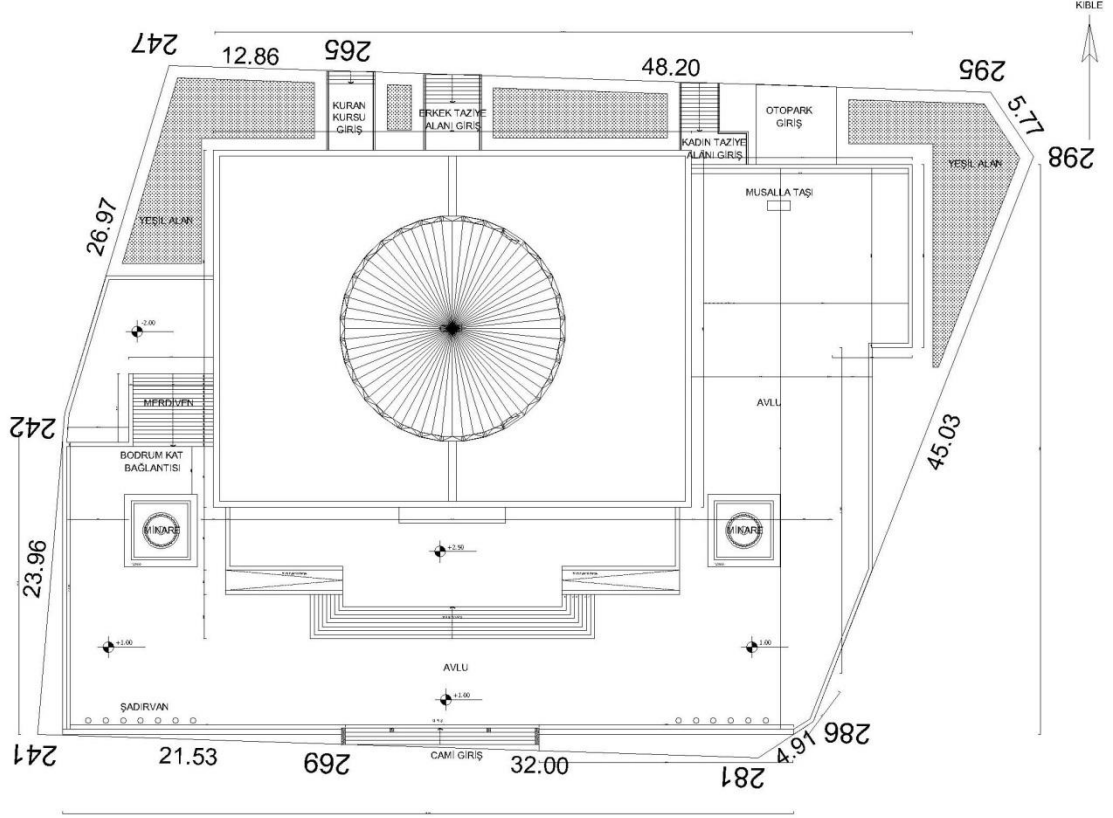 KIBLE
247
12.86
265
48.20
295
5.77
298
KURAN
KURSU
GİRİŞ
ERKEK TAZİYE
ALANI GİRİŞ
KADIN TAZİYE
ALANI GİRİŞ
OTOPARK
GİRİŞ
YEŞİL ALAN
MUSALLA TAŞI
YEŞİL ALAN
26.97
-2.00
MERDİVEN
AVLU
242
45.03
BODRUM KAT
BAĞLANTISI
MİNARE
MİNARE
+2.50
23.96
+1.00
1.00
AVLU
+1.00
ŞADIRVAN
241
21.53
269
CAMİ GİRİŞ
32.00
281
4.91
286